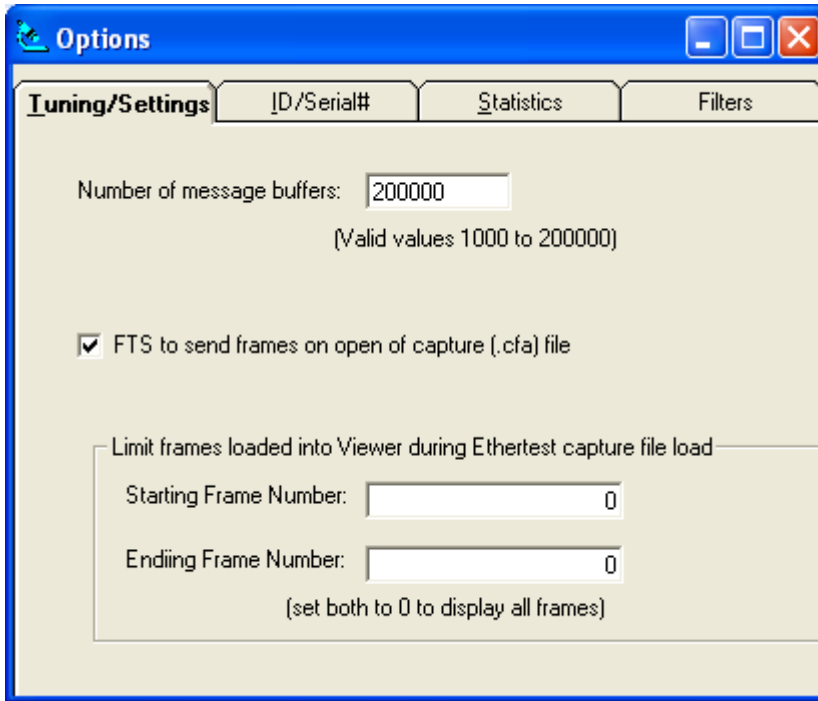 Options
Tuning/Settings ID/Serial# Statistics Filters
Number of message buffers: 200000
(Valid values 1000 to 200000)
FTS to send frames on open of capture (.cfa) file
Limit frames loaded into Viewer during Ethertest capture file load
Starting Frame Number: 0
Endiing Frame Number: 0
(set both to 0 to display all frames)